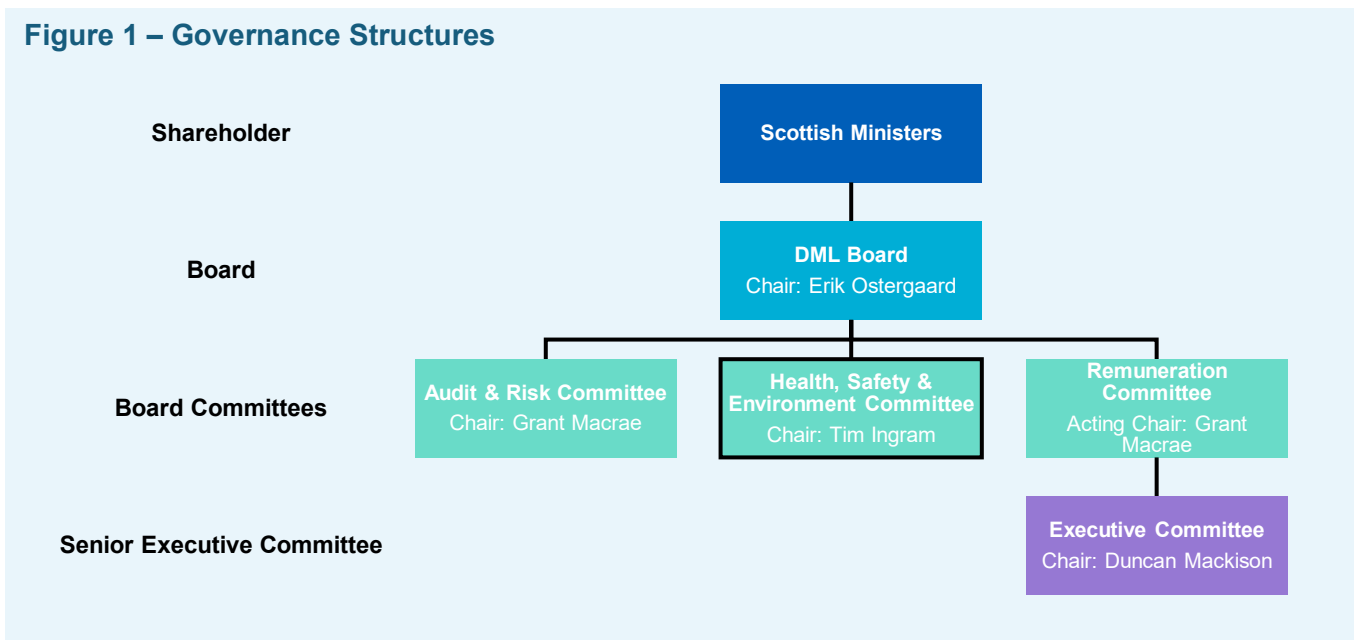 Figure 1 – Governance Structures
Shareholder
Scottish Ministers
Board
DML Board
Chair: Erik Ostergaard
Board Committees
Audit & Risk Committee
Chair: Grant Macrae
Health, Safety &
Environment Committee
Chair: Tim Ingram
Remuneration
Committee
Acting Chair: Grant
Macrae
Senior Executive Committee
Executive Committee
Chair: Duncan Mackison